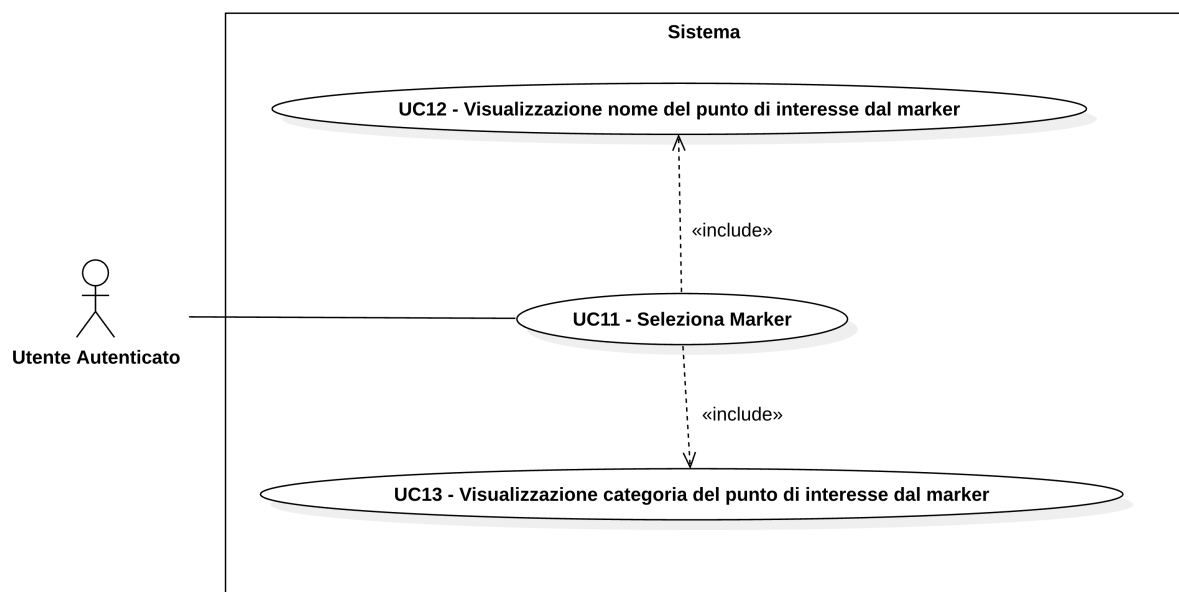 Sistema
UC12 - Visualizzazione nome del punto di interesse dal marker
«include»
UC11 - Seleziona Marker
Utente Autenticato
«include»
UC13 - Visualizzazione categoria del punto di interesse dal marker